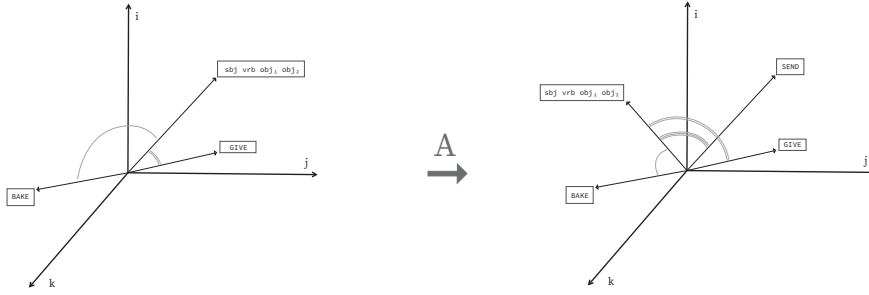 i
sbj vrb obj₁ obj₂
GIVE
j
BAKE
k
A
i
SEND
sbj vrb obj₁ obj₂
GIVE
j
BAKE
k